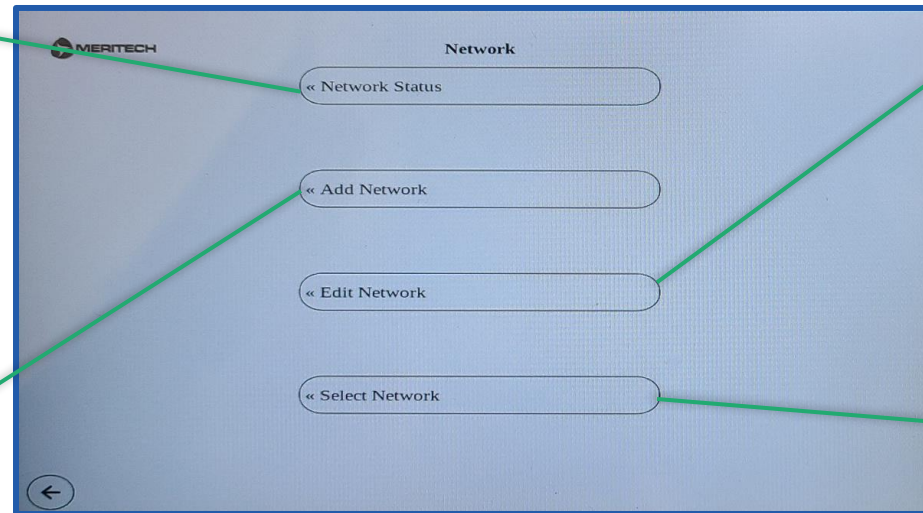 MERITECH
Network
« Network Status
« Add Network
« Edit Network
« Select Network